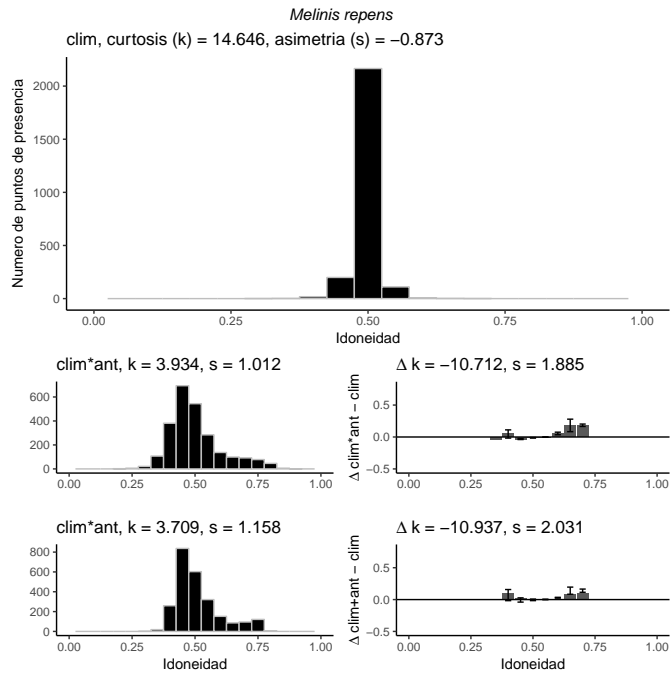 Melinis repens
clim, curtosis (k) = 14.646, asimetria (s) = −0.873
Numero de puntos de presencia
2000
1500
1000
500
0
0.00 0.25 0.50 0.75 1.00
Idoneidad
clim*ant, k = 3.934, s = 1.012
600
400
200
0
0.00 0.25 0.50 0.75 1.00
Δ k = −10.712, s = 1.885
Δ clim*ant − clim
0.5
0.0
−0.5
0.00 0.25 0.50 0.75 1.00
clim*ant, k = 3.709, s = 1.158
800
600
400
200
0
0.00 0.25 0.50 0.75 1.00
Idoneidad
Δ k = −10.937, s = 2.031
Δ clim+ant − clim
0.5
0.0
−0.5
0.00 0.25 0.50 0.75 1.00
Idoneidad